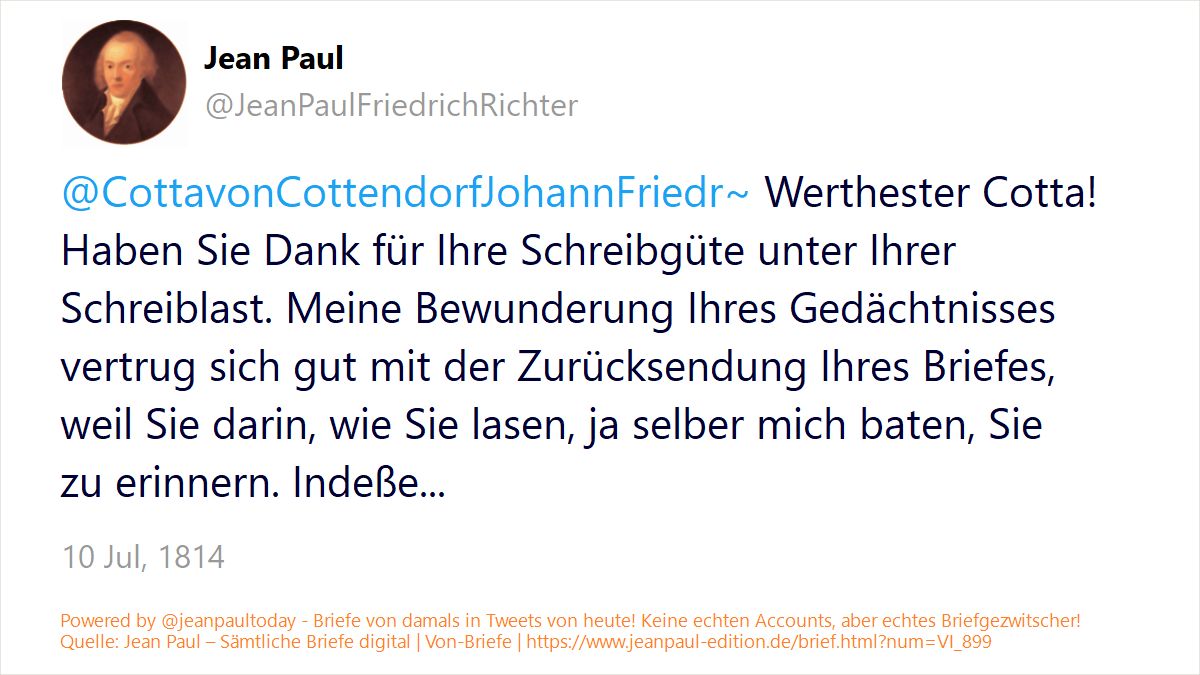 Jean Paul
@JeanPaulFriedrichRichter
@CottavonCottendorfJohannFriedr~ Werthester Cotta!
Haben Sie Dank für Ihre Schreibgüte unter Ihrer
Schreiblast. Meine Bewunderung Ihres Gedächtnisses
vertrug sich gut mit der Zurücksendung Ihres Briefes,
weil Sie darin, wie Sie lasen, ja selber mich baten, Sie
zu erinnern. Indeße...
10 Jul, 1814
Powered by @jeanpaultoday - Briefe von damals in Tweets von heute! Keine echten Accounts, aber echtes Briefgezwitscher!
Quelle: Jean Paul – Sämtliche Briefe digital | Von-Briefe | https://www.jeanpaul-edition.de/brief.html?num=VI_899